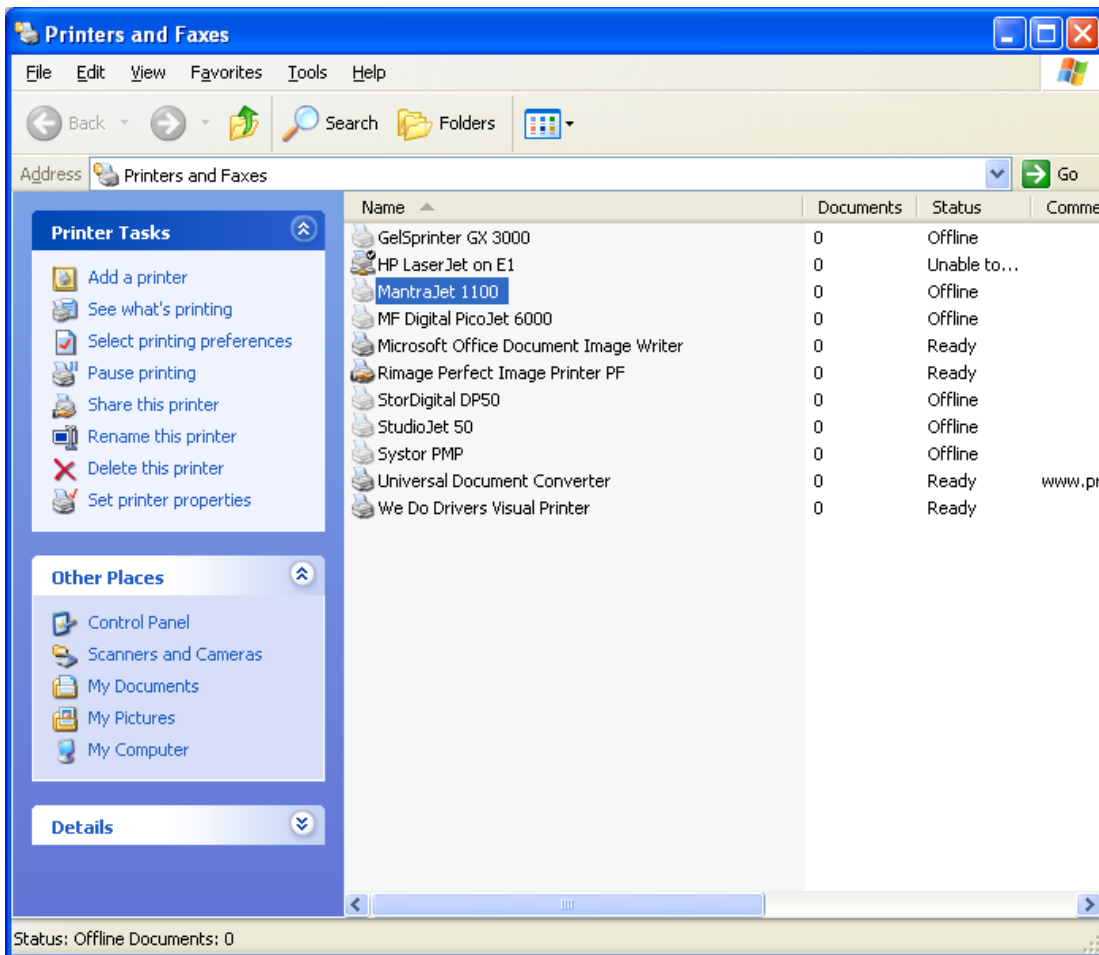 Printers and Faxes
File Edit View Favorites Tools Help
Back Search Folders
Address Printers and Faxes Go
Printer Tasks
Add a printer
See what's printing
Select printing preferences
Pause printing
Share this printer
Rename this printer
Delete this printer
Set printer properties
Other Places
Control Panel
Scanners and Cameras
My Documents
My Pictures
My Computer
Details
Name Documents Status Comme
GelSprinter GX 3000 0 Offline
HP LaserJet on E1 0 Unable to...
MantraJet 1100 0 Offline
MF Digital PicoJet 6000 0 Offline
Microsoft Office Document Image Writer 0 Ready
Rimage Perfect Image Printer PF 0 Ready
StorDigital DP50 0 Offline
StudioJet 50 0 Offline
Systor PMP 0 Offline
Universal Document Converter 0 Ready www.pr
We Do Drivers Visual Printer 0 Ready
Status: Offline Documents: 0